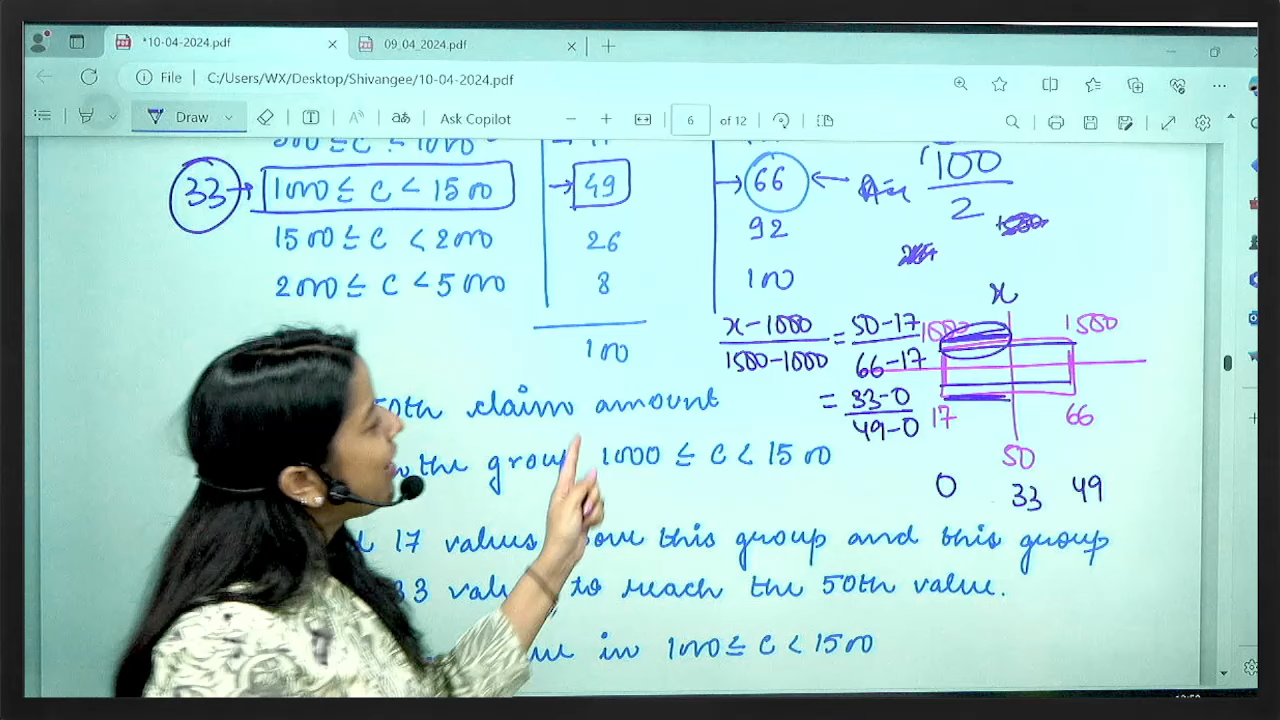 *10-04-2024.pdf
09_04_2024.pdf
File C:/Users/WX/Desktop/Shivangee/10-04-2024.pdf
Draw
Ask Copilot
6 of 12
33 → 1000 ≤ C < 1500 → 49 → 66 ← 100/2
1500 ≤ C < 2000 26 92
2000 ≤ C < 5000 8 100
100
x
1000 1500
(x-1000)/(1500-1000) = (50-17)/(66-17)
= (33-0)/(49-0)
17 66
50
0 33 49
50th claim amount
the group 1000 ≤ C < 1500
17 values this group and this group
33 to reach the 50th value.
in 1000 ≤ C < 1500